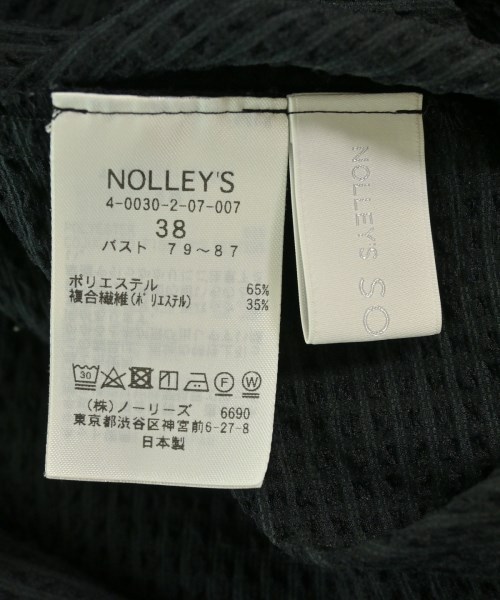 NOLLEY'S
4-0030-2-07-007
38
バスト 79～87
ポリエステル 65%
複合繊維(ポリエステル) 35%
30 F W
(株)ノーリーズ 6690
東京都渋谷区神宮前6-27-8
日本製
NOLLEY'S
SO